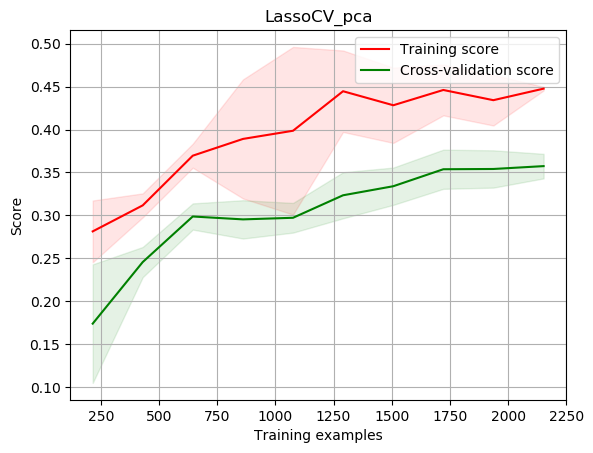 LassoCV_pca
Training score
Cross-validation score
0.50
0.45
0.40
0.35
0.30
0.25
0.20
0.15
0.10
Score
250 500 750 1000 1250 1500 1750 2000 2250
Training examples